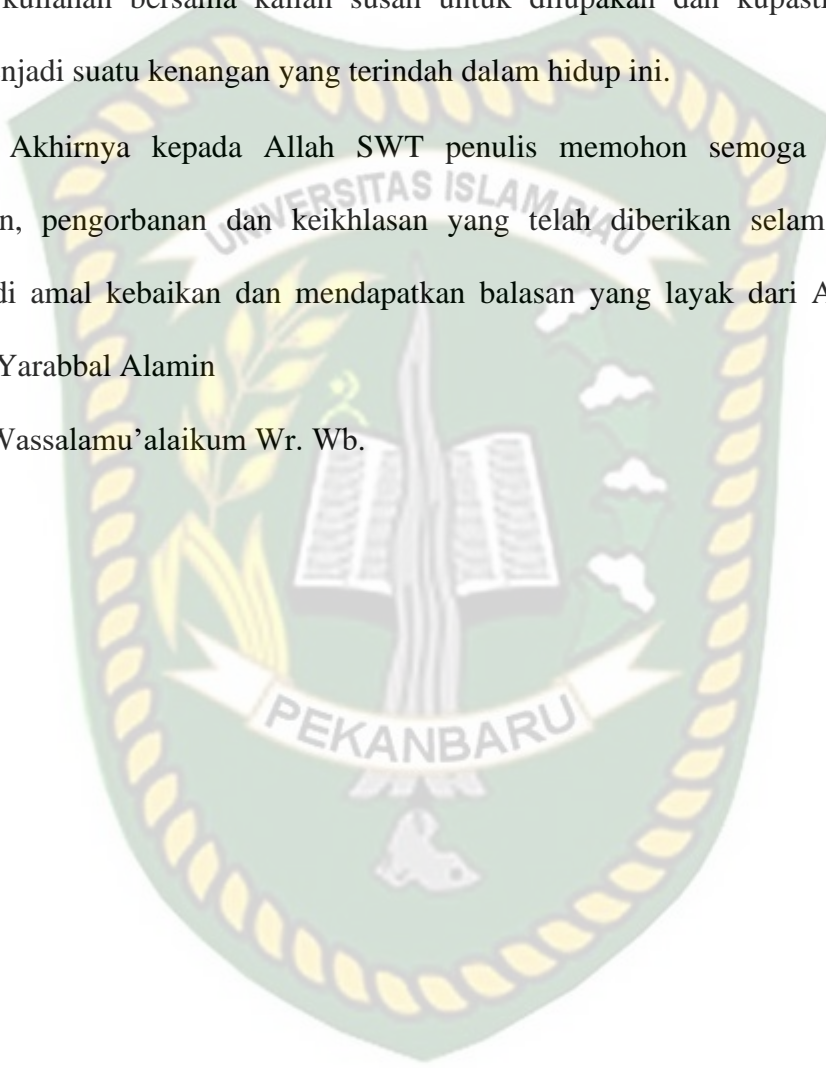 kuliahan bersama kalian susah untuk dilupakan dan kupasti
njadi suatu kenangan yang terindah dalam hidup ini.
Akhirnya kepada Allah SWT penulis memohon semoga
n, pengorbanan dan keikhlasan yang telah diberikan selam
di amal kebaikan dan mendapatkan balasan yang layak dari A
Yarabbal Alamin
Wassalamu’alaikum Wr. Wb.
UNIVERSITAS ISLAM RIAU
PEKANBARU